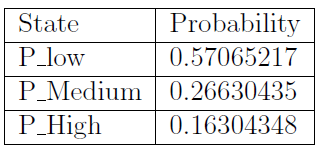 State Probability
P_low 0.57065217
P_Medium 0.26630435
P_High 0.16304348